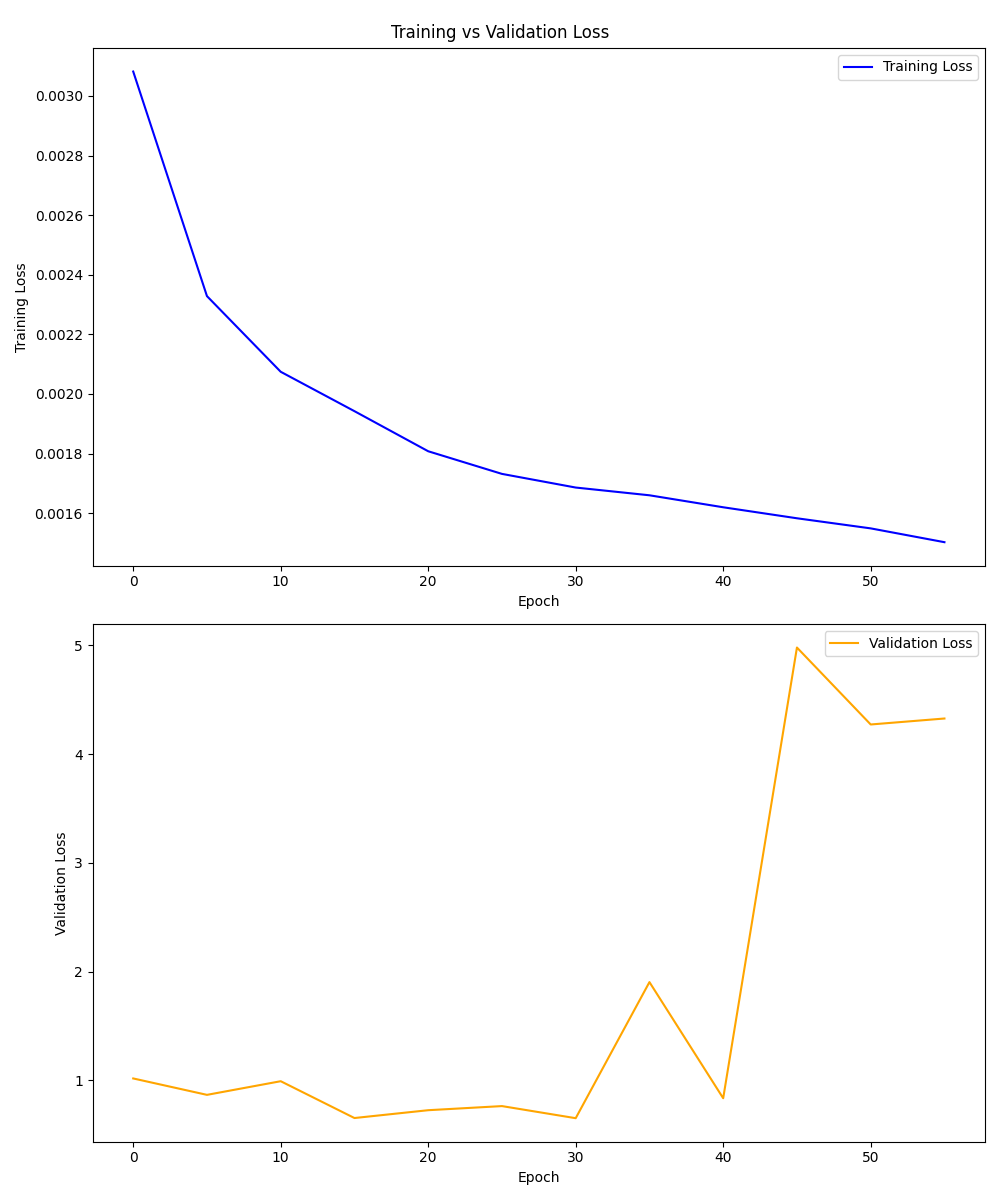 Training vs Validation Loss
Training Loss
0.0030
0.0028
0.0026
0.0024
0.0022
0.0020
0.0018
0.0016
Training Loss
0 10 20 30 40 50
Epoch
Validation Loss
5
4
3
2
1
Validation Loss
0 10 20 30 40 50
Epoch